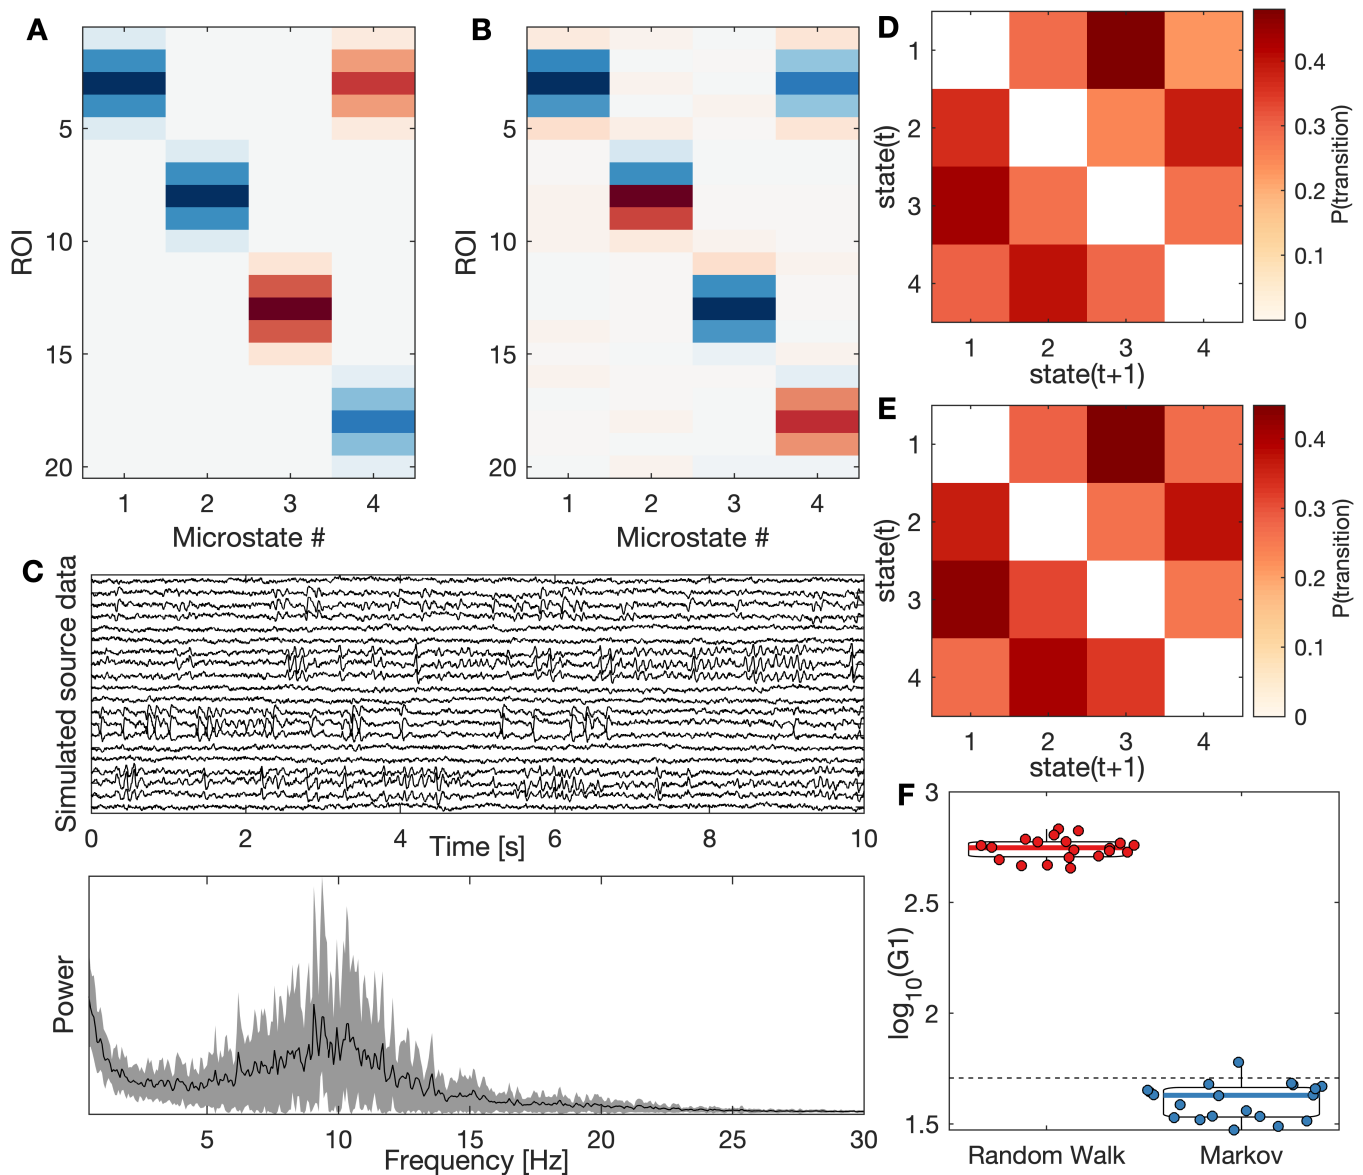 A
5
10
15
20
ROI
1 2 3 4
Microstate #
B
5
10
15
20
ROI
1 2 3 4
Microstate #
C
Simulated source data
0 2 4 6 8 10
Time [s]
Power
5 10 15 20 25 30
Frequency [Hz]
D
1
2
3
4
state(t)
1 2 3 4
state(t+1)
0.4
0.3
0.2
0.1
0
P(transition)
E
1
2
3
4
state(t)
1 2 3 4
state(t+1)
0.4
0.3
0.2
0.1
0
P(transition)
F
3
2.5
2
1.5
log10(G1)
Random Walk Markov